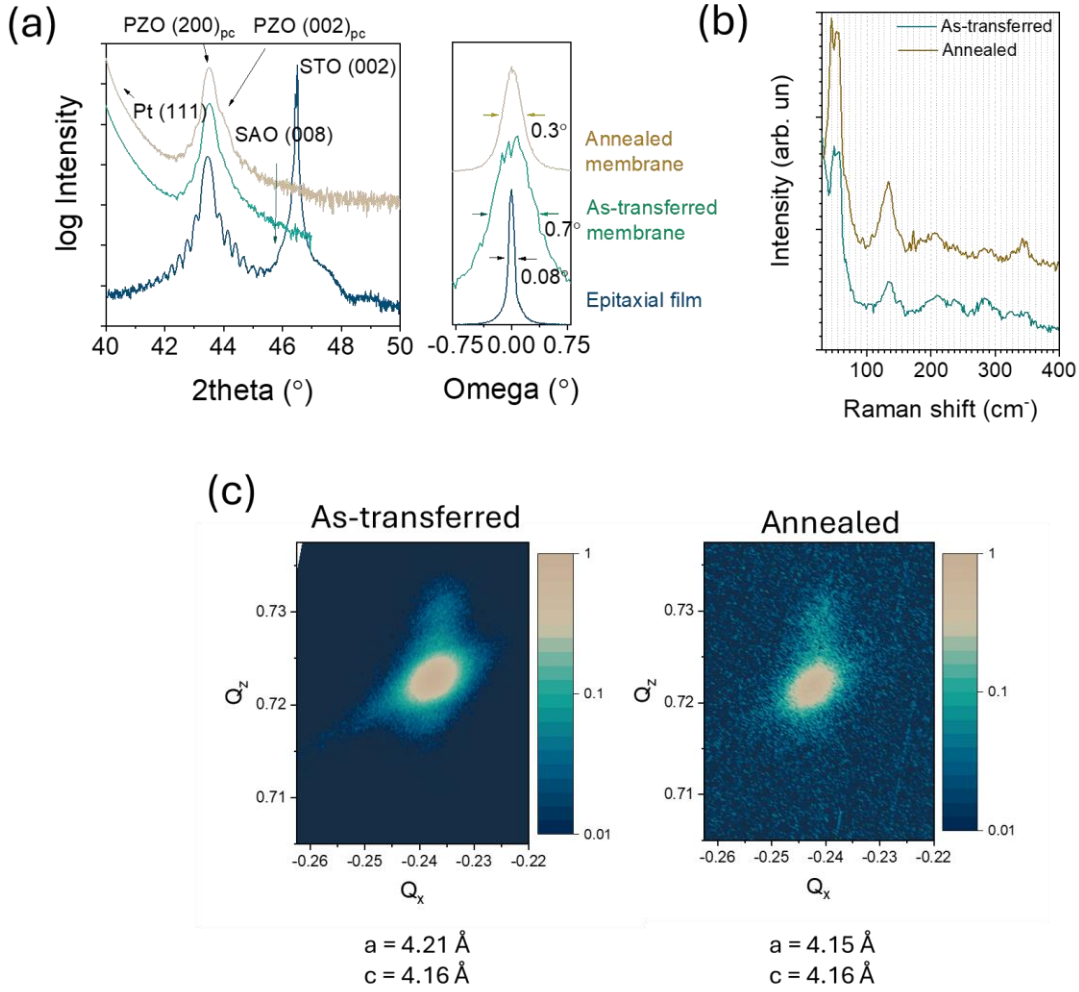 (a)
PZO (200)pc
PZO (002)pc
STO (002)
Pt (111)
SAO (008)
log Intensity
40 42 44 46 48 50
2theta (°)
0.3°
Annealed
membrane
0.7°
As-transferred
membrane
0.08°
Epitaxial film
-0.75 0.00 0.75
Omega (°)
(b)
As-transferred
Annealed
Intensity (arb. un)
0 100 200 300 400
Raman shift (cm-)
(c)
As-transferred
Qz
0.73
0.72
0.71
-0.26 -0.25 -0.24 -0.23 -0.22
Qx
1
0.1
0.01
a = 4.21 Å
c = 4.16 Å
Annealed
Qz
0.73
0.72
0.71
-0.26 -0.25 -0.24 -0.23 -0.22
Qx
1
0.1
0.01
a = 4.15 Å
c = 4.16 Å